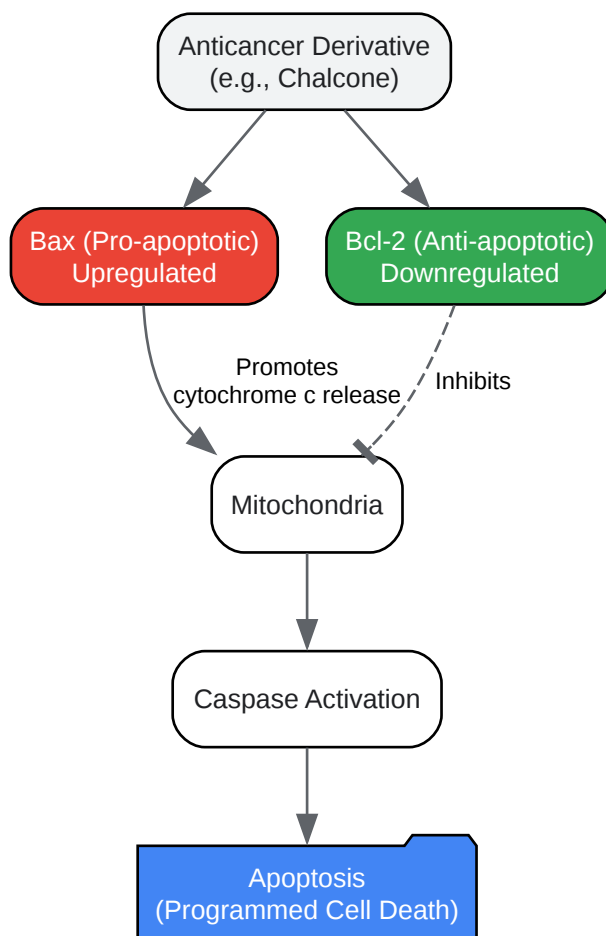 Anticancer Derivative
(e.g., Chalcone)
Bax (Pro-apoptotic)
Upregulated
Bcl-2 (Anti-apoptotic)
Downregulated
Promotes
cytochrome c release
Inhibits
Mitochondria
Caspase Activation
Apoptosis
(Programmed Cell Death)